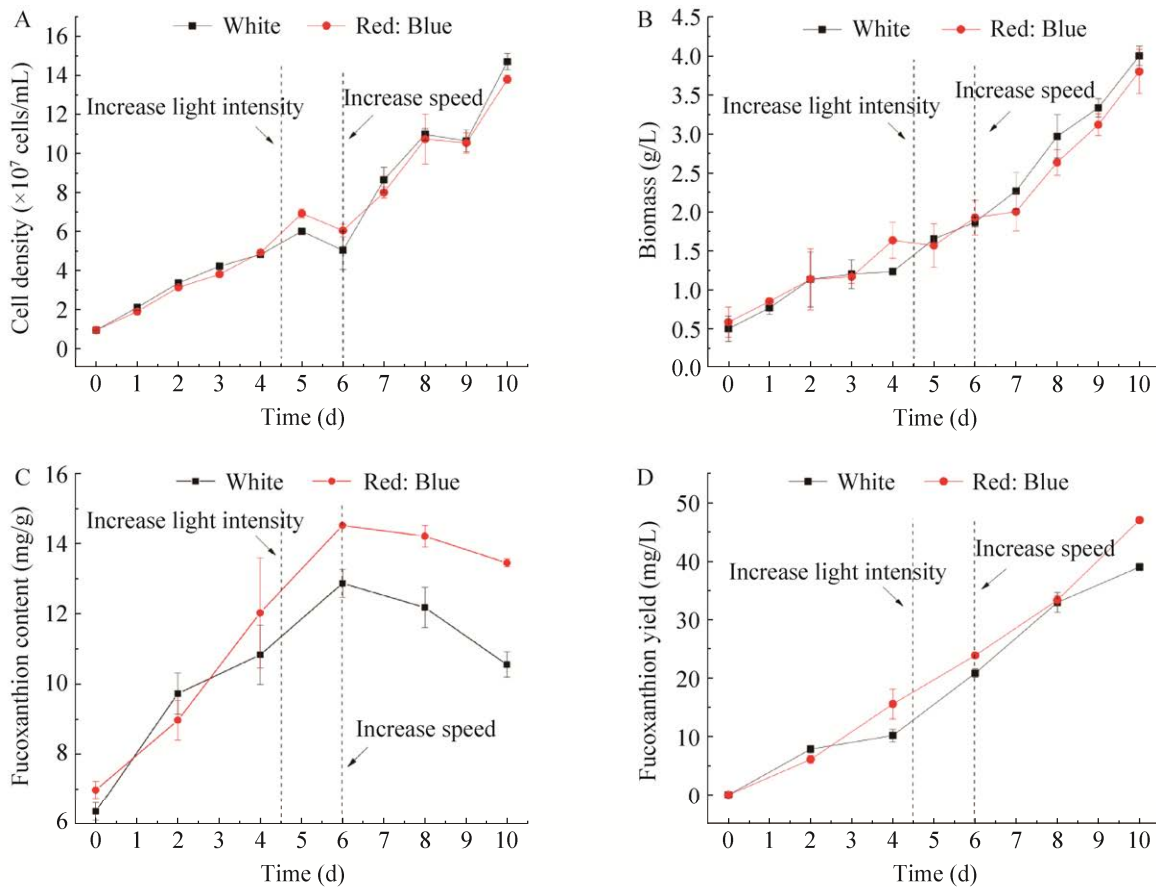 A
White
Red: Blue
Increase light intensity
Increase speed
Cell density (×10⁷ cells/mL)
16
14
12
10
8
6
4
2
0
0 1 2 3 4 5 6 7 8 9 10
Time (d)
B
White
Red: Blue
Increase light intensity
Increase speed
Biomass (g/L)
4.5
4.0
3.5
3.0
2.5
2.0
1.5
1.0
0.5
0.0
0 1 2 3 4 5 6 7 8 9 10
Time (d)
C
White
Red: Blue
Increase light intensity
Increase speed
Fucoxanthion content (mg/g)
16
14
12
10
8
6
0 1 2 3 4 5 6 7 8 9 10
Time (d)
D
White
Red: Blue
Increase speed
Increase light intensity
Fucoxanthion yield (mg/L)
50
40
30
20
10
0
0 1 2 3 4 5 6 7 8 9 10
Time (d)